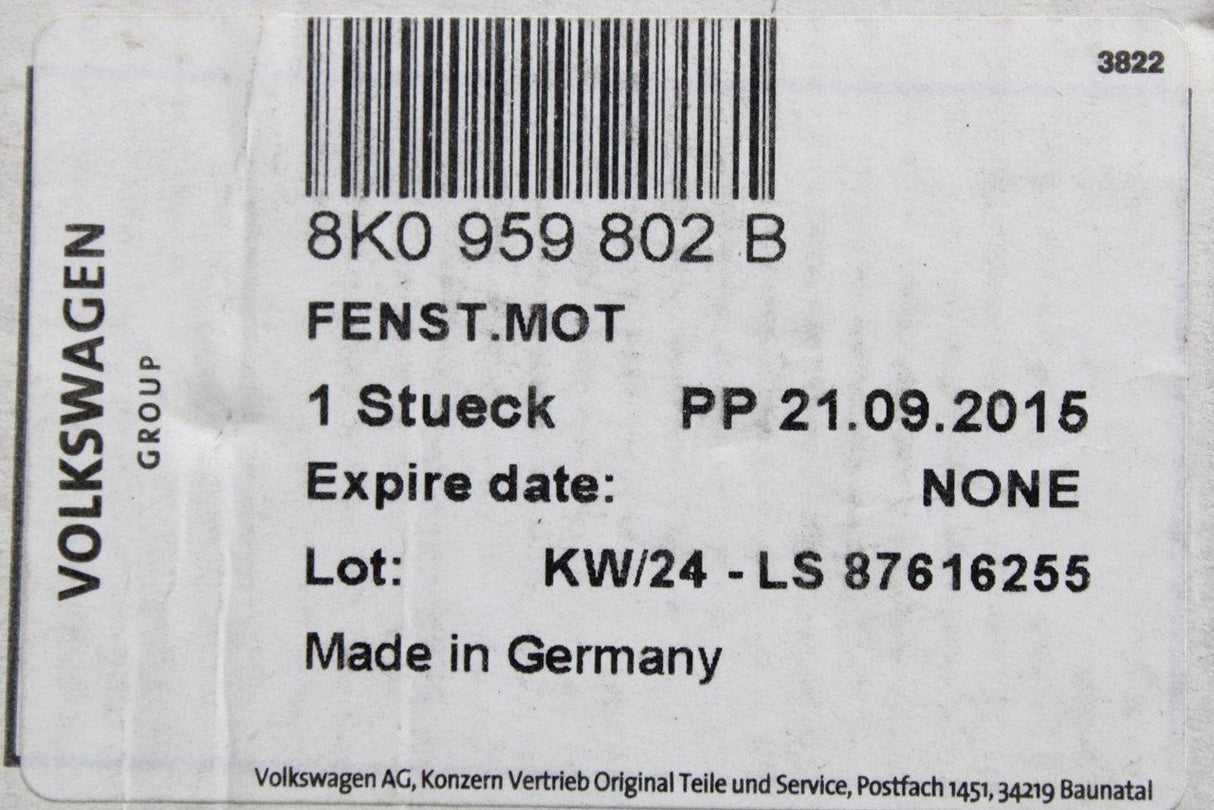 3822
8K0 959 802 B
FENST.MOT
1 Stueck PP 21.09.2015
Expire date: NONE
Lot: KW/24 - LS 87616255
Made in Germany
VOLKSWAGEN
GROUP
Volkswagen AG, Konzern Vertrieb Original Teile und Service, Postfach 1451, 34219 Baunatal